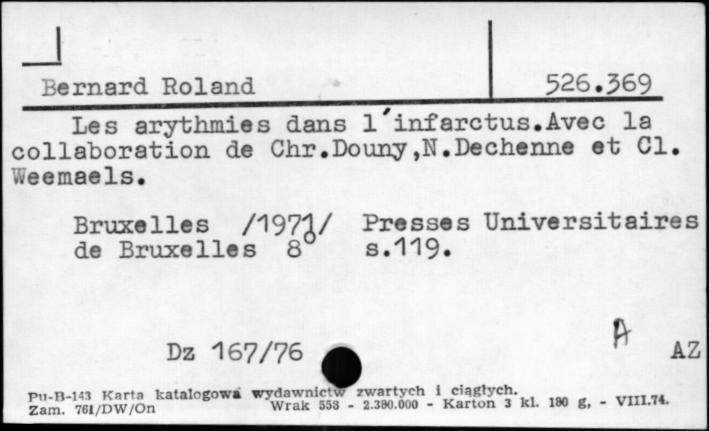 Bernard Roland 526.369
Les arythmies dans l'infarctus.Avec la
collaboration de Chr.Douny,N.Dechenne et Cl.
Weemaels.
Bruxelles /1971/ Presses Universitaires
de Bruxelles 8° s.119.
A
Dz 167/76 AZ
Pu-B-143 Karta katalogowa wydawnictw zwartych i ciągłych.
Zam. 761/DW/On Wrak 558 - 2.380.000 - Karton 3 kl. 180 g, - VIII.74.